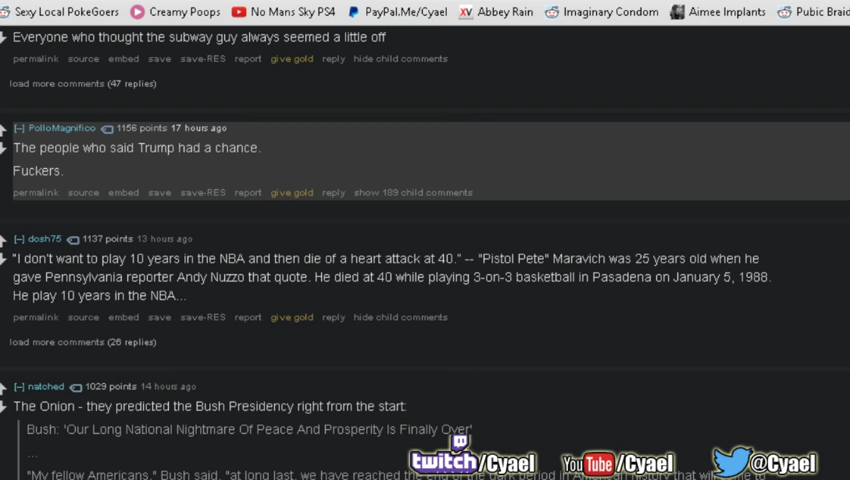 Sexy Local PokeGoers Creamy Poops No Mans Sky PS4 PayPal.Me/Cyael XV Abbey Rain Imaginary Condom Aimee Implants Pubic Braid
Everyone who thought the subway guy always seemed a little off
permalink source embed save save-RES report give gold reply hide child comments
load more comments (47 replies)
[–] PolloMagnifico 1156 points 17 hours ago
The people who said Trump had a chance.
Fuckers.
permalink source embed save save-RES report give gold reply show 189 child comments
[–] dosh75 1137 points 13 hours ago
"I don't want to play 10 years in the NBA and then die of a heart attack at 40." -- "Pistol Pete" Maravich was 25 years old when he
gave Pennsylvania reporter Andy Nuzzo that quote. He died at 40 while playing 3-on-3 basketball in Pasadena on January 5, 1988.
He play 10 years in the NBA...
permalink source embed save save-RES report give gold reply hide child comments
load more comments (26 replies)
[–] natched 1029 points 14 hours ago
The Onion - they predicted the Bush Presidency right from the start:
Bush: 'Our Long National Nightmare Of Peace And Prosperity Is Finally Over'
...
"My fellow Americans," Bush said, "at long last, we have reached the end of the dark period in American history that will
twitch/Cyael YouTube/Cyael @Cyael